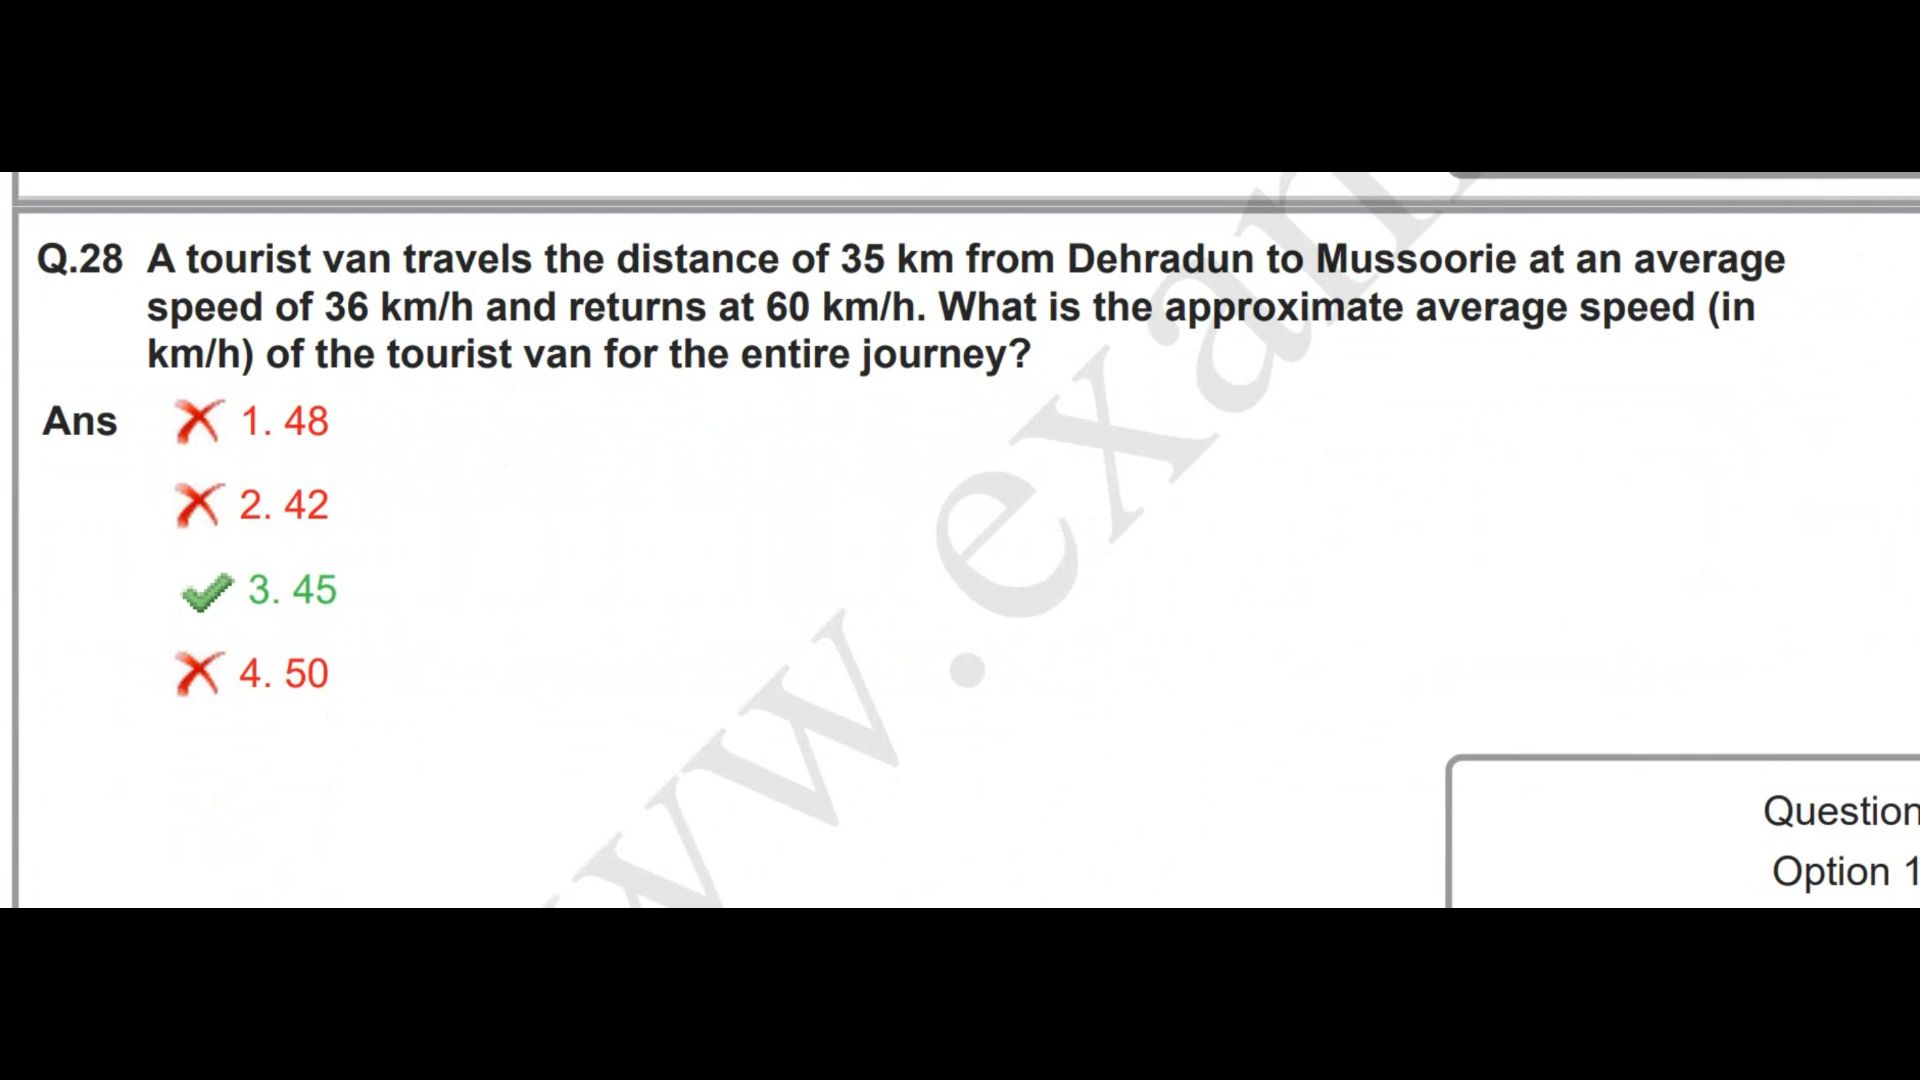 Q.28 A tourist van travels the distance of 35 km from Dehradun to Mussoorie at an average
speed of 36 km/h and returns at 60 km/h. What is the approximate average speed (in
km/h) of the tourist van for the entire journey?
Ans 1. 48
2. 42
3. 45
4. 50
Question
Option 1